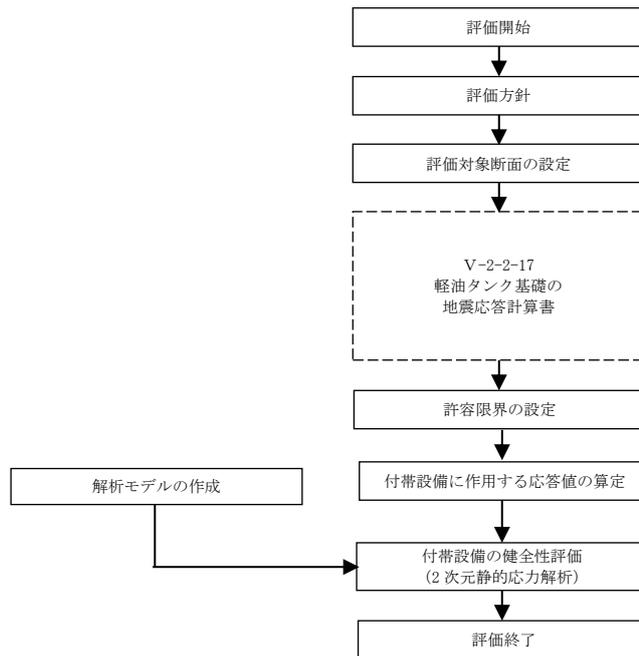 評価開始
評価方針
評価対象断面の設定
Ⅴ-2-2-17
軽油タンク基礎の
地震応答計算書
許容限界の設定
解析モデルの作成
付帯設備に作用する応答値の算定
付帯設備の健全性評価
(2 次元静的応力解析)
評価終了